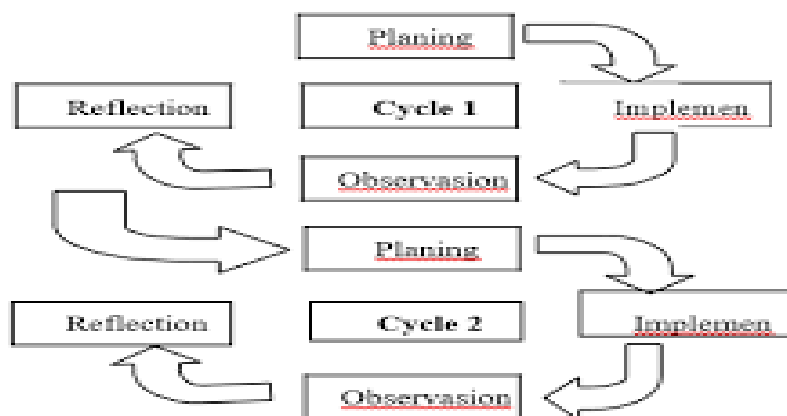 Planing
Reflection
Cycle 1
Implemen
Observasion
Planing
Reflection
Cycle 2
Implemen
Observasion